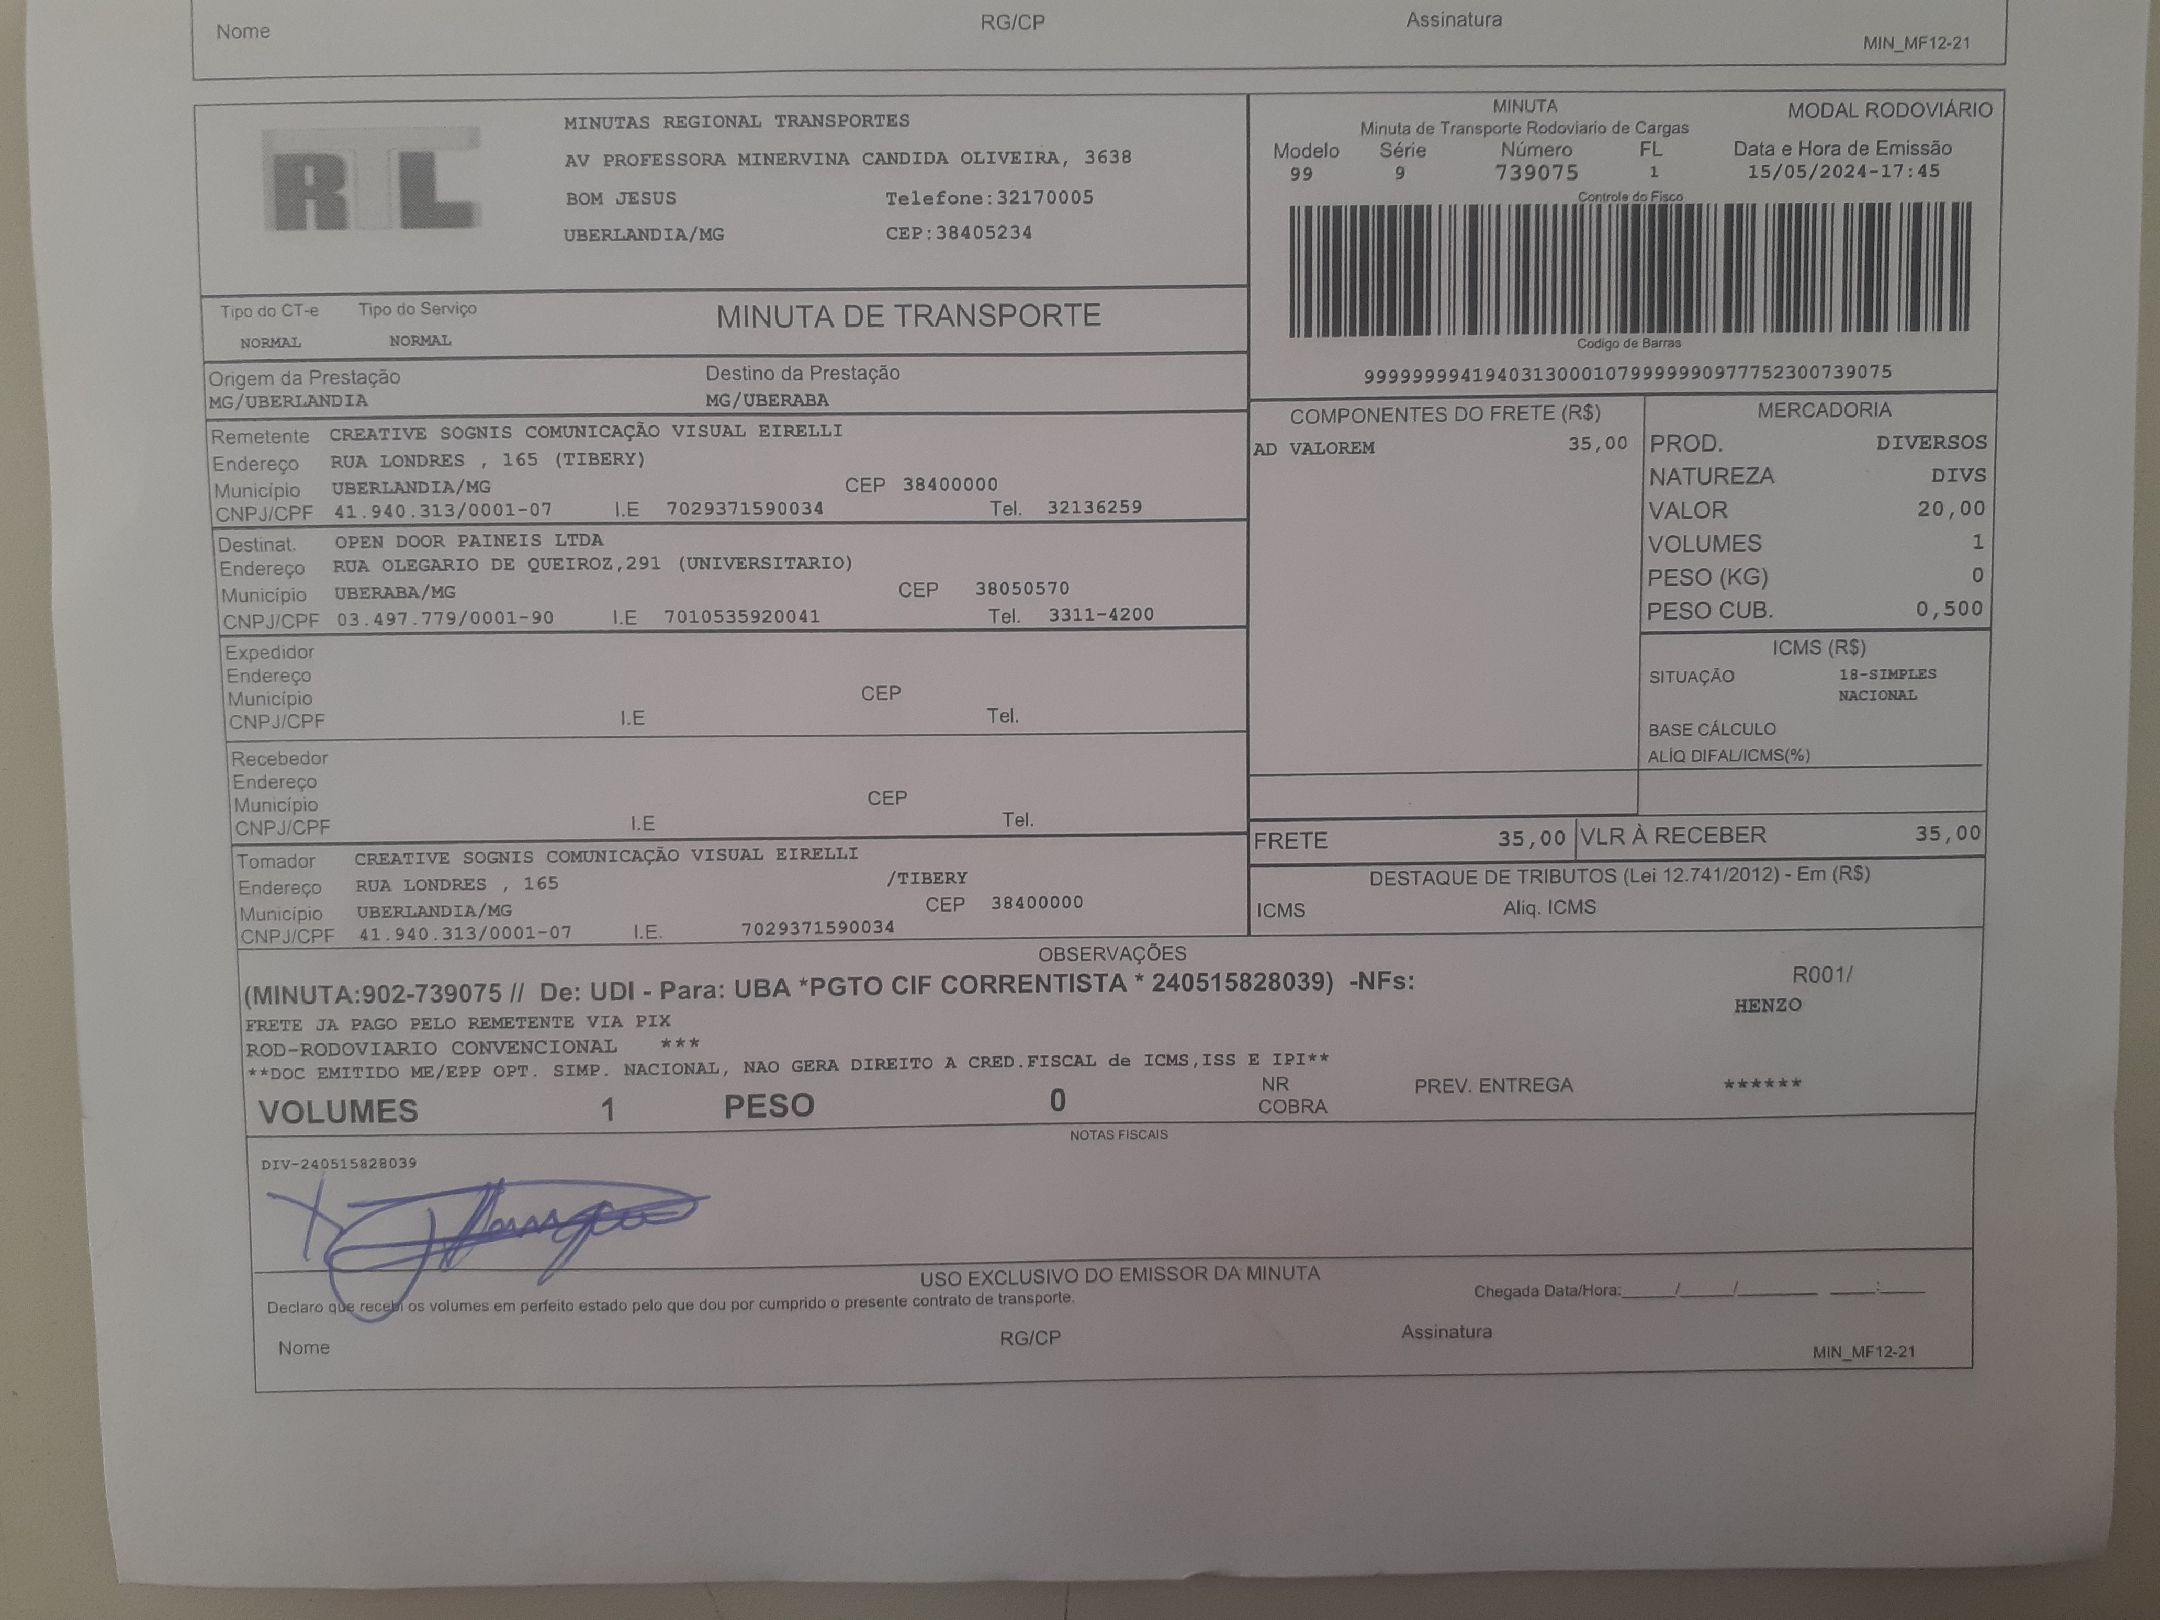 Nome RG/CP Assinatura
MIN_MF12-21
RTL
MINUTAS REGIONAL TRANSPORTES
AV PROFESSORA MINERVINA CANDIDA OLIVEIRA, 3638
BOM JESUS Telefone:32170005
UBERLANDIA/MG CEP:38405234
MINUTA MODAL RODOVIÁRIO
Minuta de Transporte Rodoviario de Cargas
Modelo Série Número FL Data e Hora de Emissão
99 9 739075 1 15/05/2024-17:45
Controle do Fisco
Codigo de Barras
99999999419403130001079999990977752300739075
Tipo do CT-e Tipo do Serviço MINUTA DE TRANSPORTE
NORMAL NORMAL
Origem da Prestação Destino da Prestação
MG/UBERLANDIA MG/UBERABA
Remetente CREATIVE SOGNIS COMUNICAÇÃO VISUAL EIRELLI
Endereço RUA LONDRES , 165 (TIBERY)
Município UBERLANDIA/MG CEP 38400000
CNPJ/CPF 41.940.313/0001-07 I.E 7029371590034 Tel. 32136259
Destinat. OPEN DOOR PAINEIS LTDA
Endereço RUA OLEGARIO DE QUEIROZ,291 (UNIVERSITARIO)
Município UBERABA/MG CEP 38050570
CNPJ/CPF 03.497.779/0001-90 I.E 7010535920041 Tel. 3311-4200
Expedidor
Endereço
Município CEP
CNPJ/CPF I.E Tel.
Recebedor
Endereço
Município CEP
CNPJ/CPF I.E Tel.
Tomador CREATIVE SOGNIS COMUNICAÇÃO VISUAL EIRELLI
Endereço RUA LONDRES , 165 /TIBERY
Município UBERLANDIA/MG CEP 38400000
CNPJ/CPF 41.940.313/0001-07 I.E. 7029371590034
COMPONENTES DO FRETE (R$)
AD VALOREM 35,00
MERCADORIA
PROD. DIVERSOS
NATUREZA DIVS
VALOR 20,00
VOLUMES 1
PESO (KG) 0
PESO CUB. 0,500
ICMS (R$)
SITUAÇÃO 18-SIMPLES
NACIONAL
BASE CÁLCULO
ALÍQ DIFAL/ICMS(%)
FRETE 35,00 VLR À RECEBER 35,00
DESTAQUE DE TRIBUTOS (Lei 12.741/2012) - Em (R$)
ICMS Aliq. ICMS
OBSERVAÇÕES
(MINUTA:902-739075 // De: UDI - Para: UBA *PGTO CIF CORRENTISTA * 240515828039) -NFs: R001/
HENZO
FRETE JA PAGO PELO REMETENTE VIA PIX
ROD-RODOVIARIO CONVENCIONAL ***
**DOC EMITIDO ME/EPP OPT. SIMP. NACIONAL, NAO GERA DIREITO A CRED.FISCAL de ICMS,ISS E IPI**
VOLUMES 1 PESO 0 NR COBRA PREV. ENTREGA ******
NOTAS FISCAIS
DIV-240515828039
USO EXCLUSIVO DO EMISSOR DA MINUTA
Declaro que recebi os volumes em perfeito estado pelo que dou por cumprido o presente contrato de transporte. Chegada Data/Hora:_____/_____/_______ ____:____
Nome RG/CP Assinatura
MIN_MF12-21